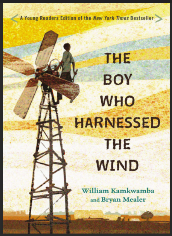 A Young Readers Edition of the New York Times Bestseller
THE
BOY
WHO
HARNESSED
THE
WIND
William Kamkwamba
and Bryan Mealer